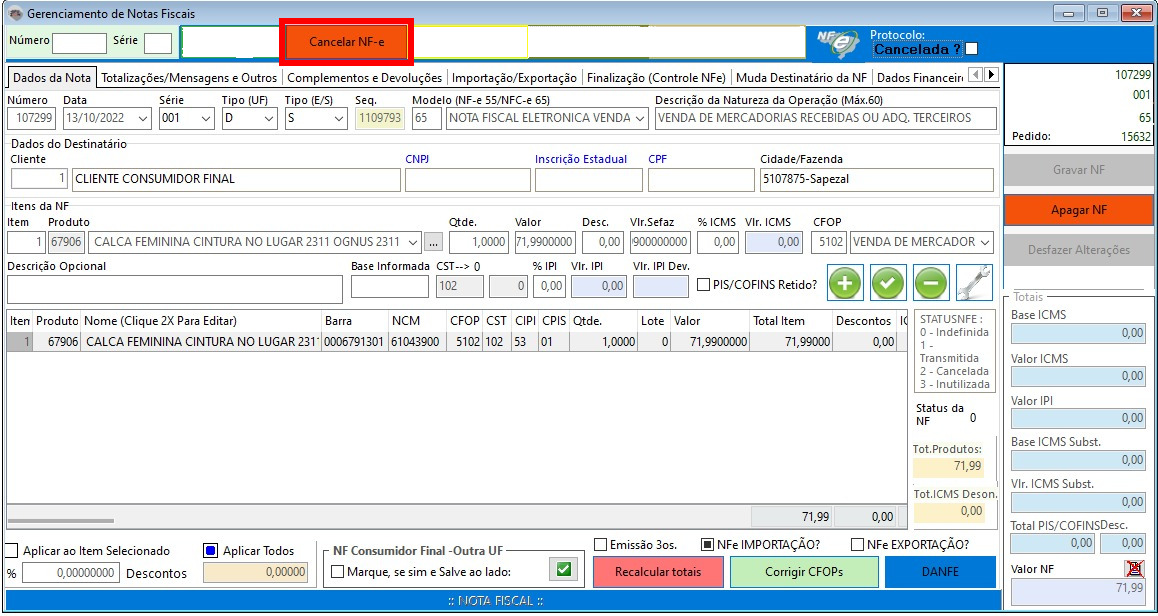 Gerenciamento de Notas Fiscais
Número Série Cancelar NF-e NFe Protocolo:
Cancelada ?
Dados da Nota Totalizações/Mensagens e Outros Complementos e Devoluções Importação/Exportação Finalização (Controle NFe) Muda Destinatário da NF Dados Financeir
107299
001
65
Pedido: 15632
Número Data Série Tipo (UF) Tipo (E/S) Seq. Modelo (NF-e 55/NFC-e 65) Descrição da Natureza da Operação (Máx.60)
107299 13/10/2022 001 D S 1109793 65 NOTA FISCAL ELETRONICA VENDA VENDA DE MERCADORIAS RECEBIDAS OU ADQ. TERCEIROS
Dados do Destinatário
Cliente CNPJ Inscrição Estadual CPF Cidade/Fazenda
1 CLIENTE CONSUMIDOR FINAL 5107875-Sapezal
Gravar NF
Apagar NF
Desfazer Alterações
Itens da NF
Item Produto Qtde. Valor Desc. Vlr.Sefaz % ICMS Vlr. ICMS CFOP
1 67906 CALCA FEMININA CINTURA NO LUGAR 2311 OGNUS 2311 ... 1,0000 71,9900000 0,00 900000000 0,00 0,00 5102 VENDA DE MERCADOR
Descrição Opcional Base Informada CST--> 0 % IPI Vlr. IPI Vlr. IPI Dev.
102 0 0,00 0,00 PIS/COFINS Retido?
Item Produto Nome (Clique 2X Para Editar) Barra NCM CFOP CST CIPI CPIS Qtde. Lote Valor Total Item Descontos
1 67906 CALCA FEMININA CINTURA NO LUGAR 231 0006791301 61043900 5102 102 53 01 1,0000 0 71,9900000 71,99000 0,00
STATUSNFE :
0 - Indefinida
1 -
Transmitida
2 - Cancelada
3 - Inutilizada
Status da
NF 0
Tot.Produtos:
71,99
Tot.ICMS Deson.
0,00
71,99 0,00
Totais
Base ICMS
0,00
Valor ICMS
0,00
Valor IPI
0,00
Base ICMS Subst.
0,00
Vlr. ICMS Subst.
0,00
Total PIS/COFINS Desc.
0,00 0,00
Valor NF
71,99
Aplicar ao Item Selecionado Aplicar Todos
% 0,00000000 Descontos 0,00000
NF Consumidor Final -Outra UF
Marque, se sim e Salve ao lado:
Emissão 3os. NFe IMPORTAÇÃO? NFe EXPORTAÇÃO?
Recalcular totais Corrigir CFOPs DANFE
:: NOTA FISCAL ::